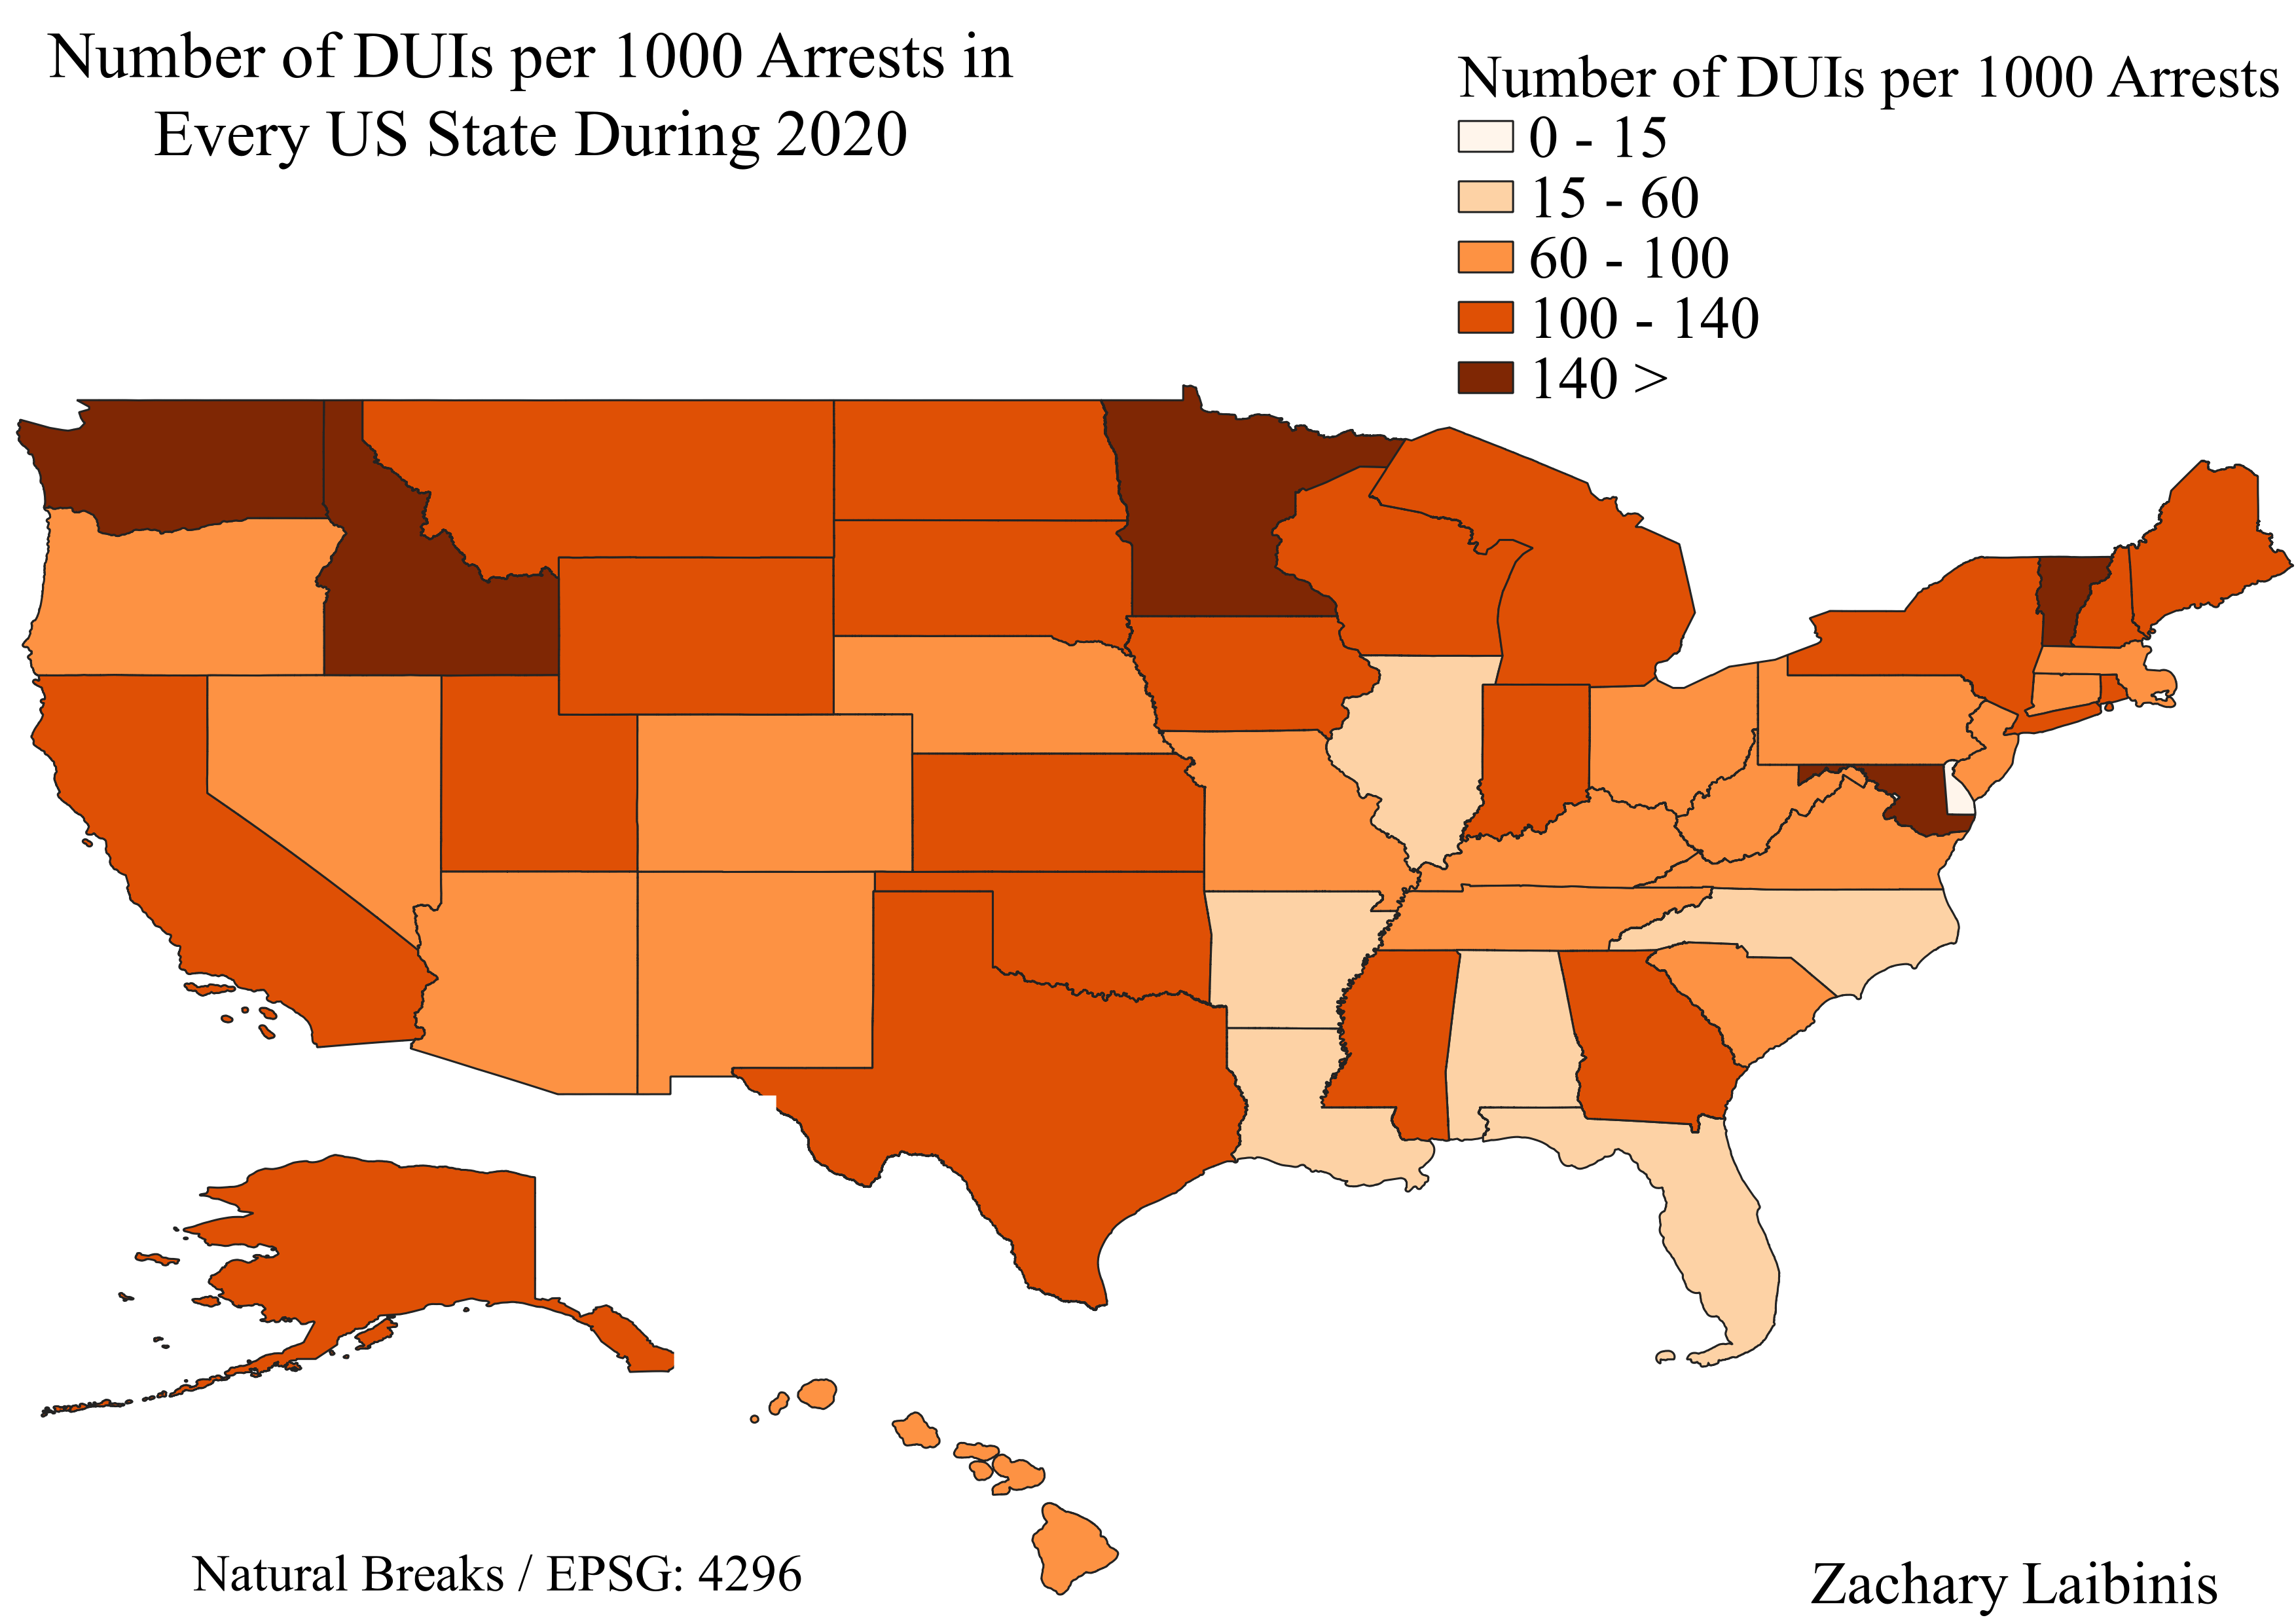 Number of DUIs per 1000 Arrests in
Every US State During 2020
Number of DUIs per 1000 Arrests
0 - 15
15 - 60
60 - 100
100 - 140
140 >
Natural Breaks / EPSG: 4296
Zachary Laibinis